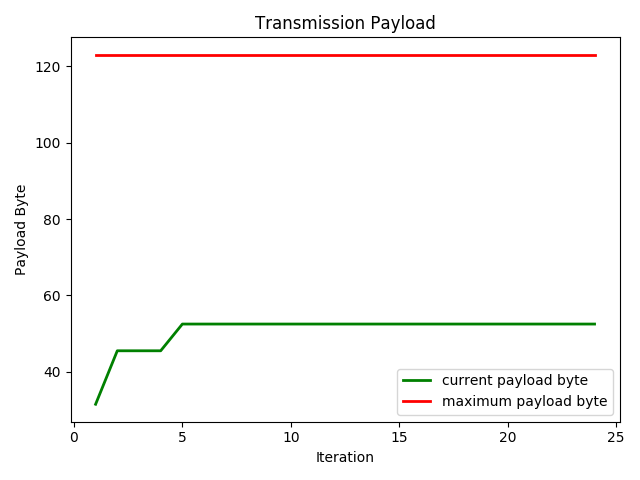 Transmission Payload
120
100
80
60
40
Payload Byte
current payload byte
maximum payload byte
0 5 10 15 20 25
Iteration